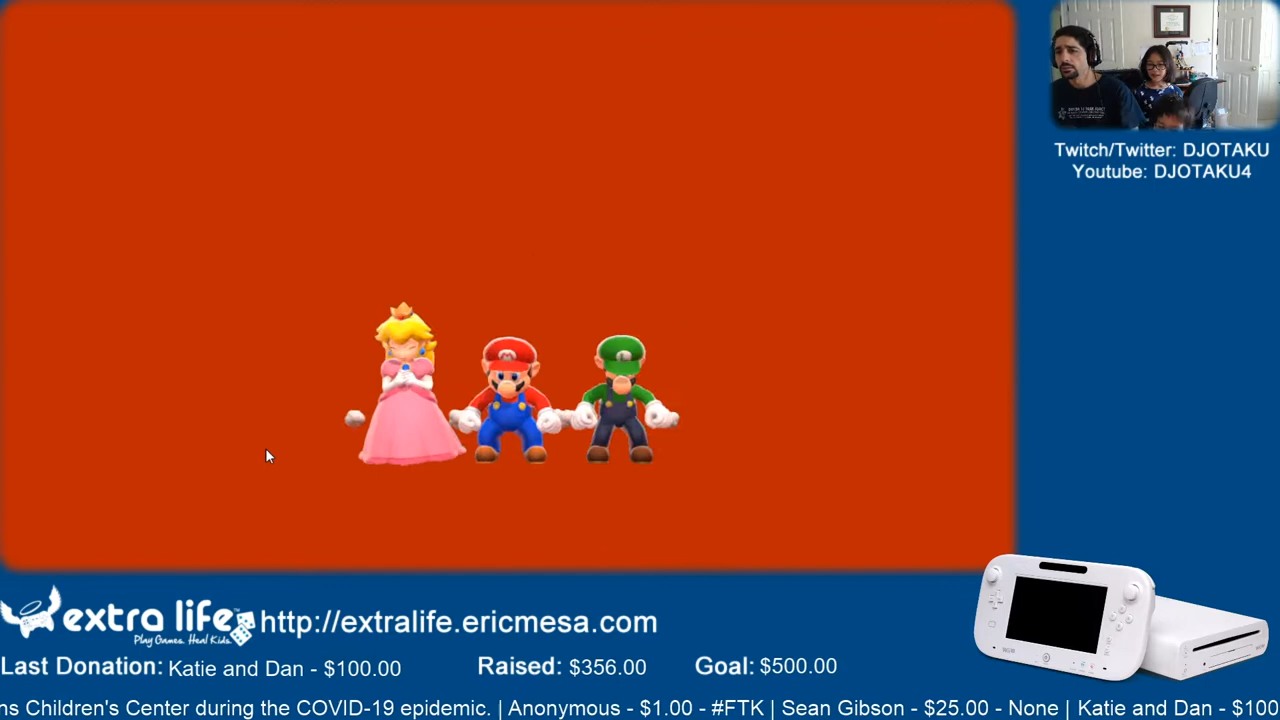 Twitch/Twitter: DJOTAKU
Youtube: DJOTAKU4
extra life
Play Games. Heal Kids.
http://extralife.ericmesa.com
Last Donation: Katie and Dan - $100.00
Raised: $356.00
Goal: $500.00
ns Children's Center during the COVID-19 epidemic. | Anonymous - $1.00 - #FTK | Sean Gibson - $25.00 - None | Katie and Dan - $100